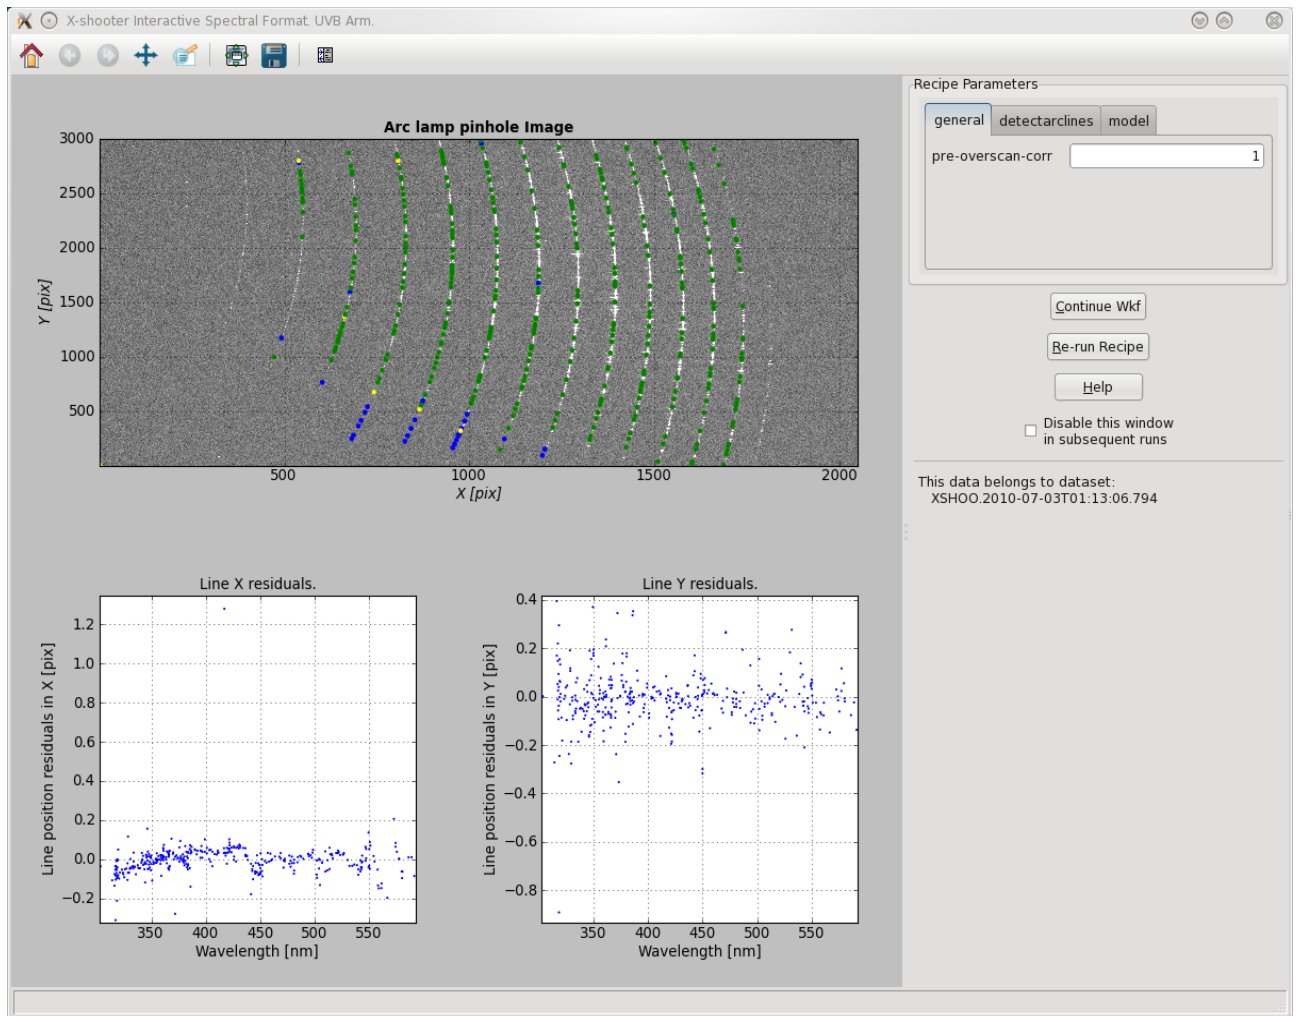 X-shooter Interactive Spectral Format. UVB Arm.
Recipe Parameters
general detectarclines model
pre-overscan-corr 1
Continue Wkf
Re-run Recipe
Help
Disable this window
in subsequent runs
This data belongs to dataset:
XSHOO.2010-07-03T01:13:06.794
Arc lamp pinhole Image
3000
2500
2000
1500
1000
500
Y [pix]
500 1000 1500 2000
X [pix]
Line X residuals.
1.2
1.0
0.8
0.6
0.4
0.2
0.0
−0.2
Line position residuals in X [pix]
350 400 450 500 550
Wavelength [nm]
Line Y residuals.
0.4
0.2
0.0
−0.2
−0.4
−0.6
−0.8
Line position residuals in Y [pix]
350 400 450 500 550
Wavelength [nm]